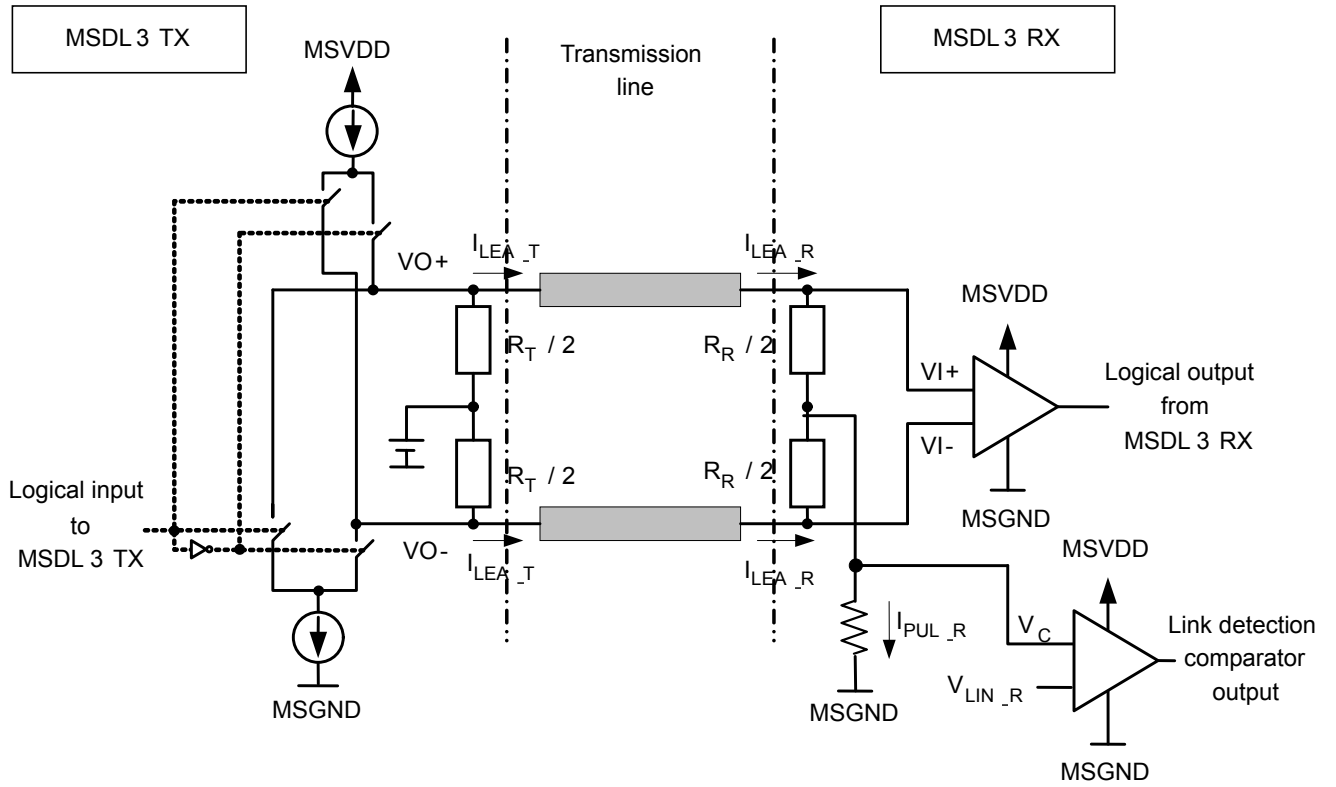 MSDL 3 TX
MSVDD
Transmission
line
MSDL 3 RX
VO+
I LEA _T
I LEA _R
MSVDD
R T / 2
R R / 2
VI+
Logical output
from
MSDL 3 RX
VI-
R T / 2
R R / 2
Logical input
to
MSDL 3 TX
MSGND
VO-
I LEA _T
I LEA _R
MSVDD
I PUL _R
V C
Link detection
comparator
output
V LIN _R
MSGND
MSGND
MSGND